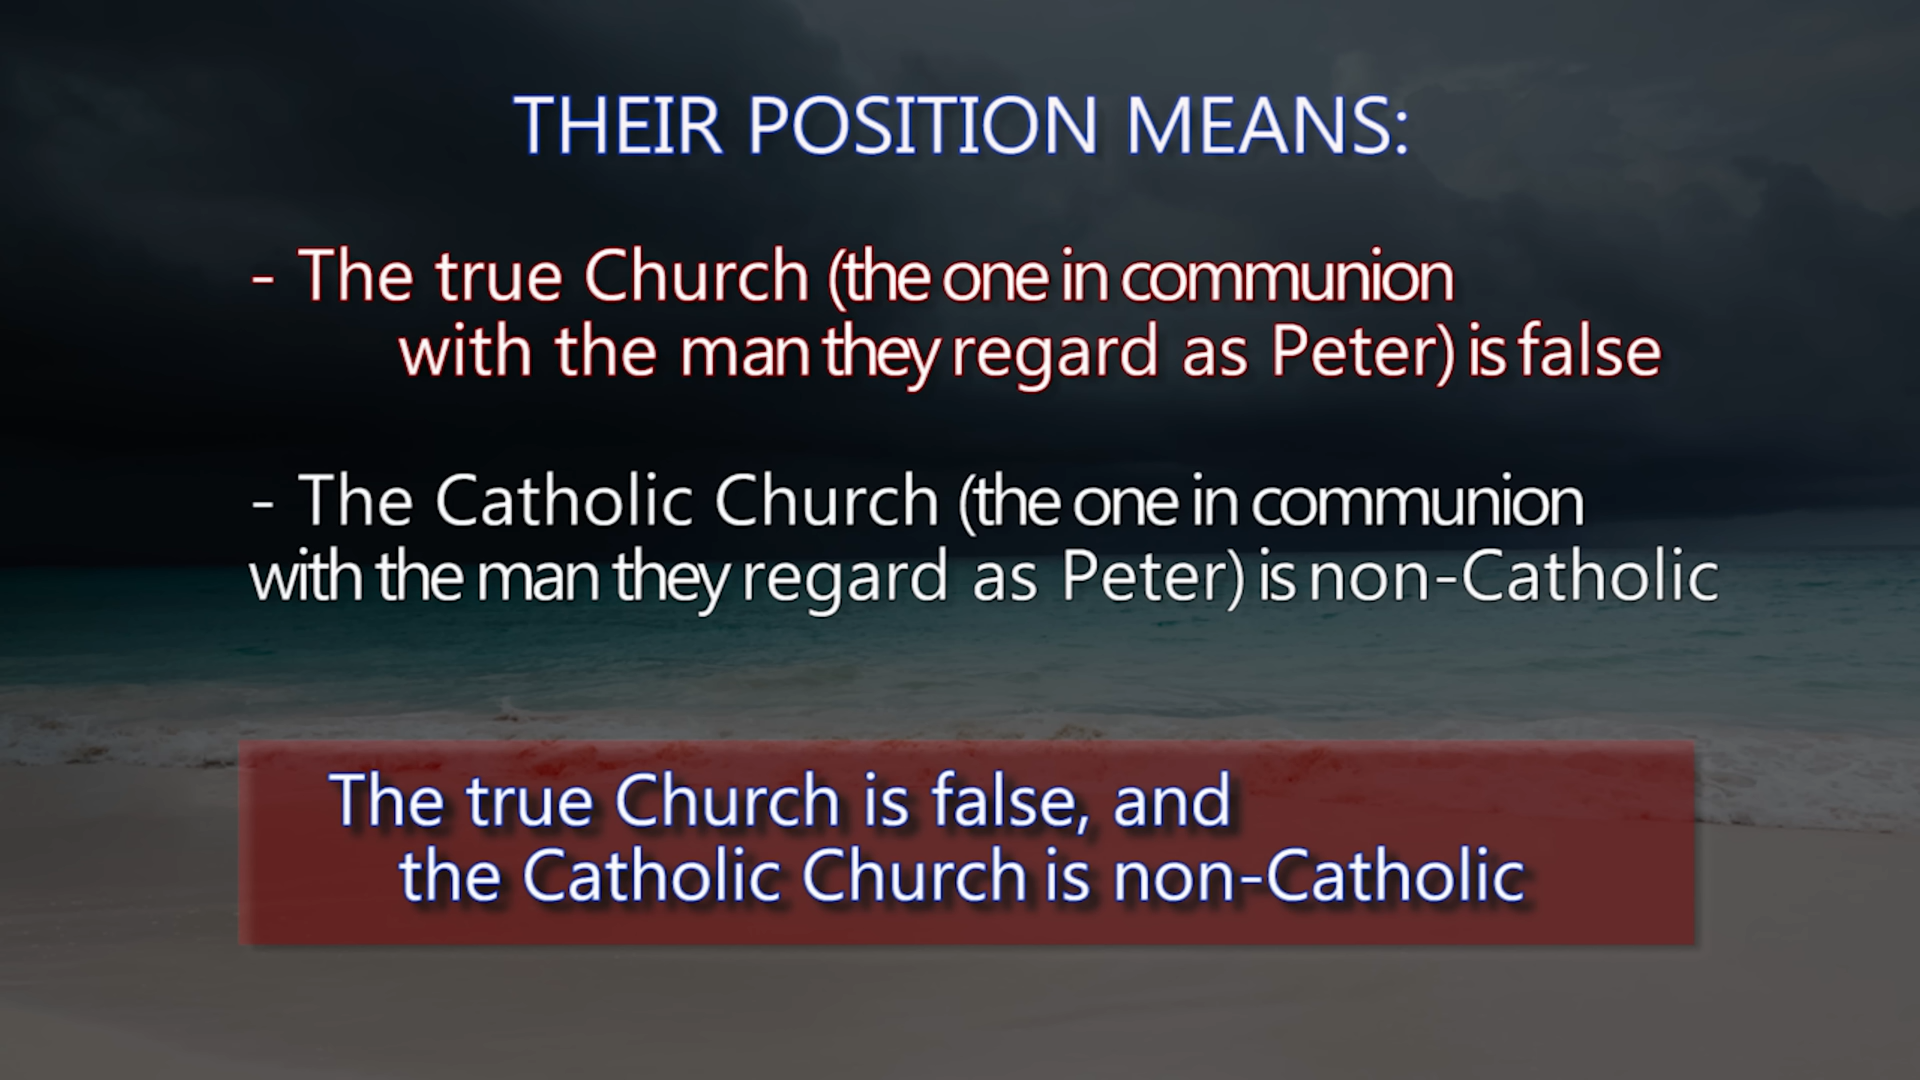 THEIR POSITION MEANS:
- The true Church (the one in communion
with the man they regard as Peter) is false
- The Catholic Church (the one in communion
with the man they regard as Peter) is non-Catholic
The true Church is false, and
the Catholic Church is non-Catholic